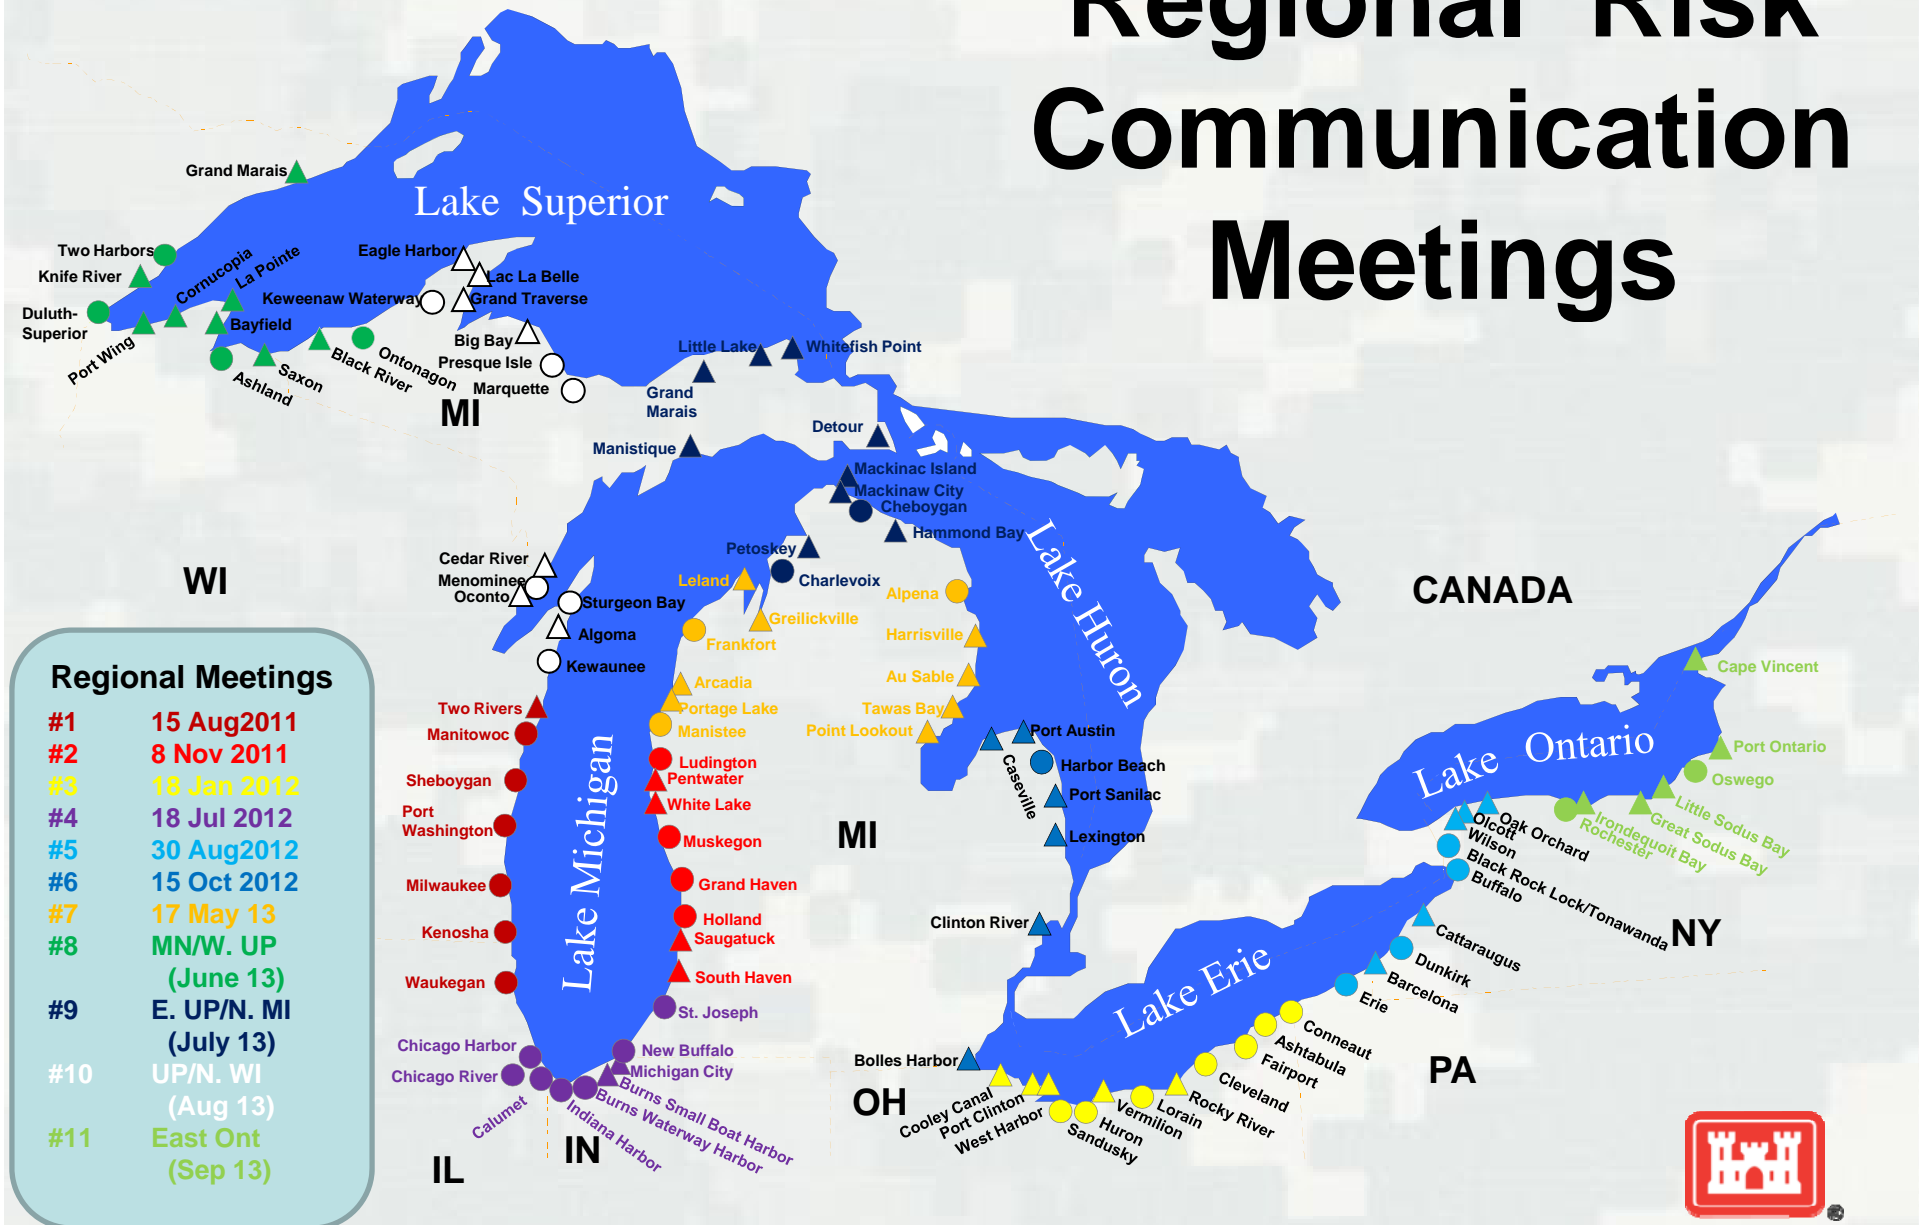 Regional Risk
Communication
Meetings
Lake Superior
Grand Marais
Two Harbors
Knife River
Duluth-
Superior
Port Wing
Cornucopia
La Pointe
Bayfield
Ashland
Saxon
Black River
Ontonagon
Eagle Harbor
Lac La Belle
Keweenaw Waterway
Grand Traverse
Big Bay
Presque Isle
Marquette
MI
Little Lake
Whitefish Point
Grand
Marais
Detour
Manistique
Mackinac Island
Mackinaw City
Cheboygan
Hammond Bay
Petoskey
Charlevoix
WI
Cedar River
Menominee
Oconto
Sturgeon Bay
Algoma
Kewaunee
Two Rivers
Manitowoc
Sheboygan
Port
Washington
Milwaukee
Kenosha
Waukegan
Lake Michigan
Leland
Greilickville
Frankfort
Arcadia
Portage Lake
Manistee
Ludington
Pentwater
White Lake
Muskegon
Grand Haven
Holland
Saugatuck
South Haven
St. Joseph
New Buffalo
Michigan City
Burns Small Boat Harbor
Burns Waterway Harbor
Indiana Harbor
Chicago Harbor
Chicago River
Calumet
IL
IN
MI
Lake Huron
Alpena
Harrisville
Au Sable
Tawas Bay
Point Lookout
Port Austin
Caseville
Harbor Beach
Port Sanilac
Lexington
Clinton River
Bolles Harbor
OH
Lake Erie
Cooley Canal
Port Clinton
West Harbor
Sandusky
Huron
Vermilion
Lorain
Rocky River
Cleveland
Fairport
Ashtabula
Conneaut
PA
Erie
Barcelona
Dunkirk
Cattaraugus
Buffalo
Black Rock Lock/Tonawanda
Wilson
Olcott
Oak Orchard
NY
CANADA
Lake Ontario
Rochester
Irondequoit Bay
Great Sodus Bay
Little Sodus Bay
Oswego
Port Ontario
Cape Vincent
Regional Meetings
#1 15 Aug2011
#2 8 Nov 2011
#3 18 Jan 2012
#4 18 Jul 2012
#5 30 Aug2012
#6 15 Oct 2012
#7 17 May 13
#8 MN/W. UP
(June 13)
#9 E. UP/N. MI
(July 13)
#10 UP/N. WI
(Aug 13)
#11 East Ont
(Sep 13)